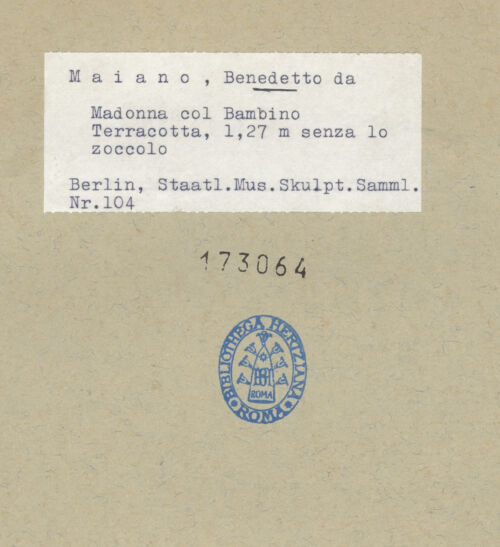 M a i a n o , Benedetto da
Madonna col Bambino
Terracotta, 1,27 m senza lo
zoccolo
Berlin, Staatl.Mus.Skulpt.Samml.
Nr.104
173064
BIBLIOTHECA HERTZIANA
ROMA
ROMA